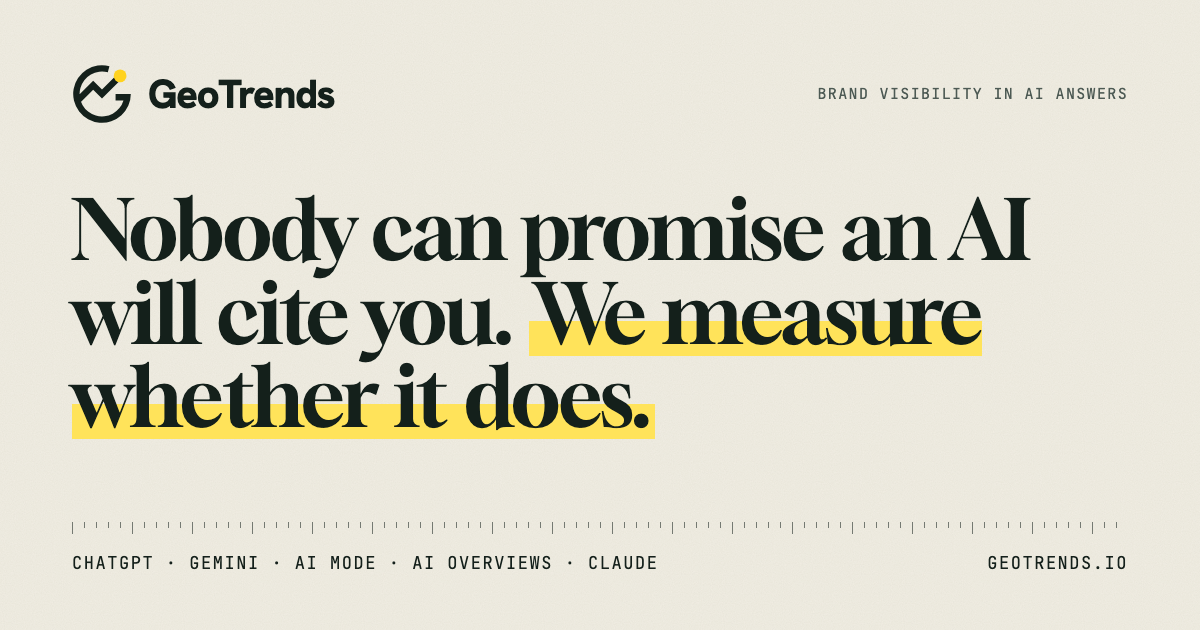 GeoTrends
BRAND VISIBILITY IN AI ANSWERS
Nobody can promise an AI
will cite you. We measure
whether it does.
CHATGPT · GEMINI · AI MODE · AI OVERVIEWS · CLAUDE
GEOTRENDS.IO